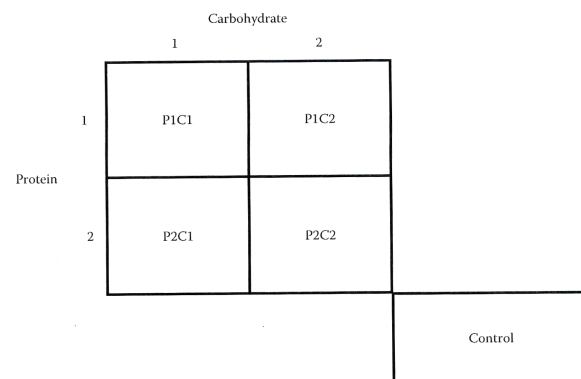 Carbohydrate
1 2
1 P1C1 P1C2
Protein
2 P2C1 P2C2
Control